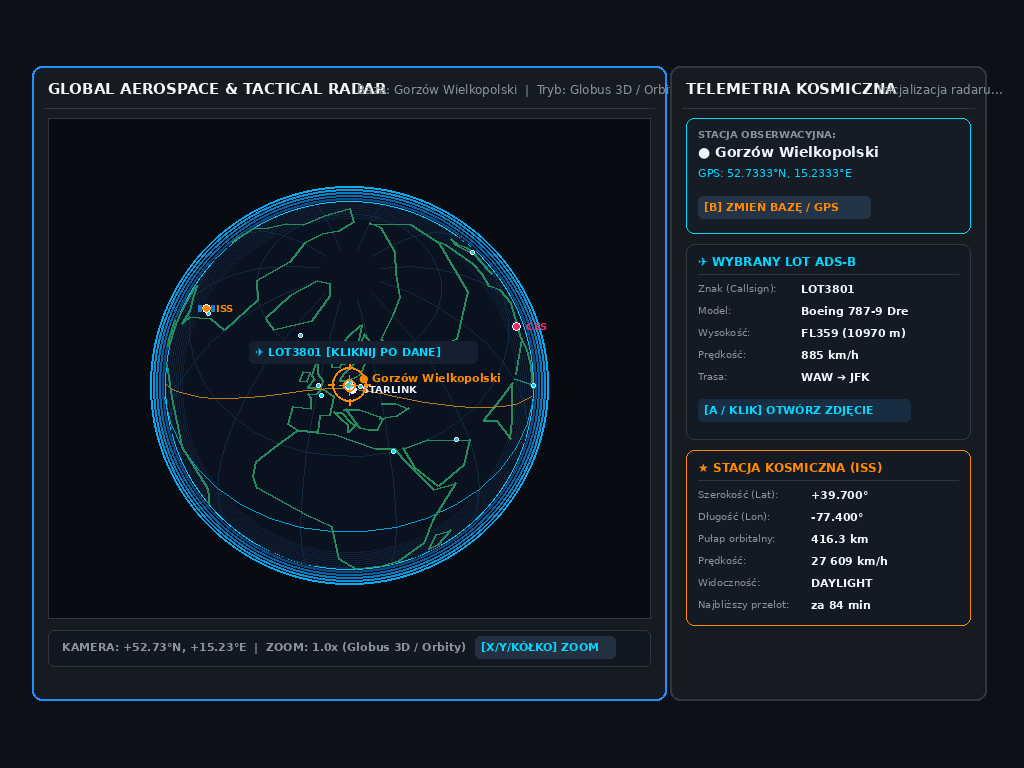 GLOBAL AEROSPACE & TACTICAL RADAR
Baza: Gorzów Wielkopolski | Tryb: Globus 3D / Orbit
ISS
CSS
✈ LOT3801 [KLIKNIJ PO DANE]
Gorzów Wielkopolski
STARLINK
KAMERA: +52.73°N, +15.23°E | ZOOM: 1.0x (Globus 3D / Orbity)
[X/Y/KÓŁKO] ZOOM
TELEMETRIA KOSMICZNA
Inicjalizacja radaru...
STACJA OBSERWACYJNA:
● Gorzów Wielkopolski
GPS: 52.7333°N, 15.2333°E
[B] ZMIEŃ BAZĘ / GPS
✈ WYBRANY LOT ADS-B
Znak (Callsign): LOT3801
Model: Boeing 787-9 Dre
Wysokość: FL359 (10970 m)
Prędkość: 885 km/h
Trasa: WAW → JFK
[A / KLIK] OTWÓRZ ZDJĘCIE
★ STACJA KOSMICZNA (ISS)
Szerokość (Lat): +39.700°
Długość (Lon): -77.400°
Pułap orbitalny: 416.3 km
Prędkość: 27 609 km/h
Widoczność: DAYLIGHT
Najbliższy przelot: za 84 min